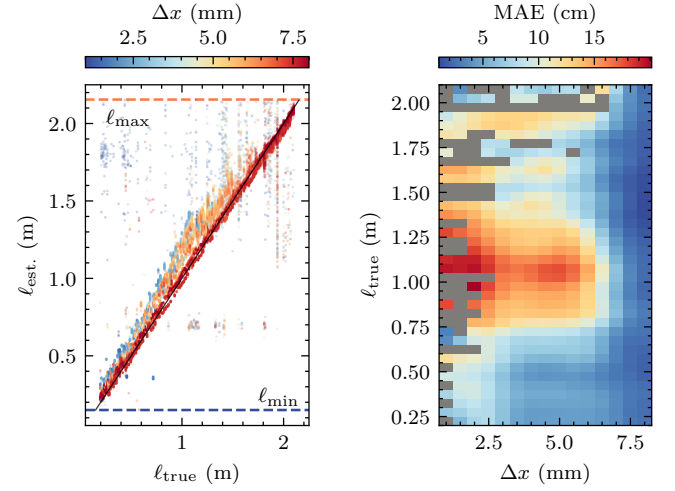 Δx (mm)
2.5 5.0 7.5
MAE (cm)
5 10 15
ℓmax
ℓmin
2.0
1.5
1.0
0.5
ℓest. (m)
1 2
ℓtrue (m)
2.00
1.75
1.50
1.25
1.00
0.75
0.50
0.25
ℓtrue (m)
2.5 5.0 7.5
Δx (mm)